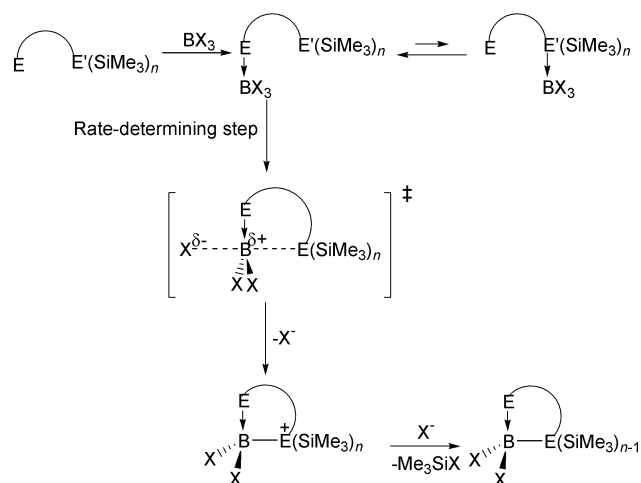 E E'(SiMe3)n
BX3
E E'(SiMe3)n
BX3
E E'(SiMe3)n
BX3
Rate-determining step
‡
E
Xδ- Bδ+ E(SiMe3)n
X X
-X-
E
B E+(SiMe3)n
X
X
X-
-Me3SiX
E
B E(SiMe3)n-1
X
X